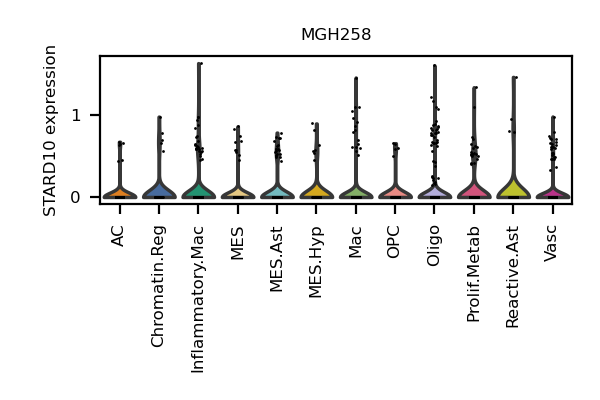 MGH258
STARD10 expression
1
0
AC
Chromatin.Reg
Inflammatory.Mac
MES
MES.Ast
MES.Hyp
Mac
OPC
Oligo
Prolif.Metab
Reactive.Ast
Vasc